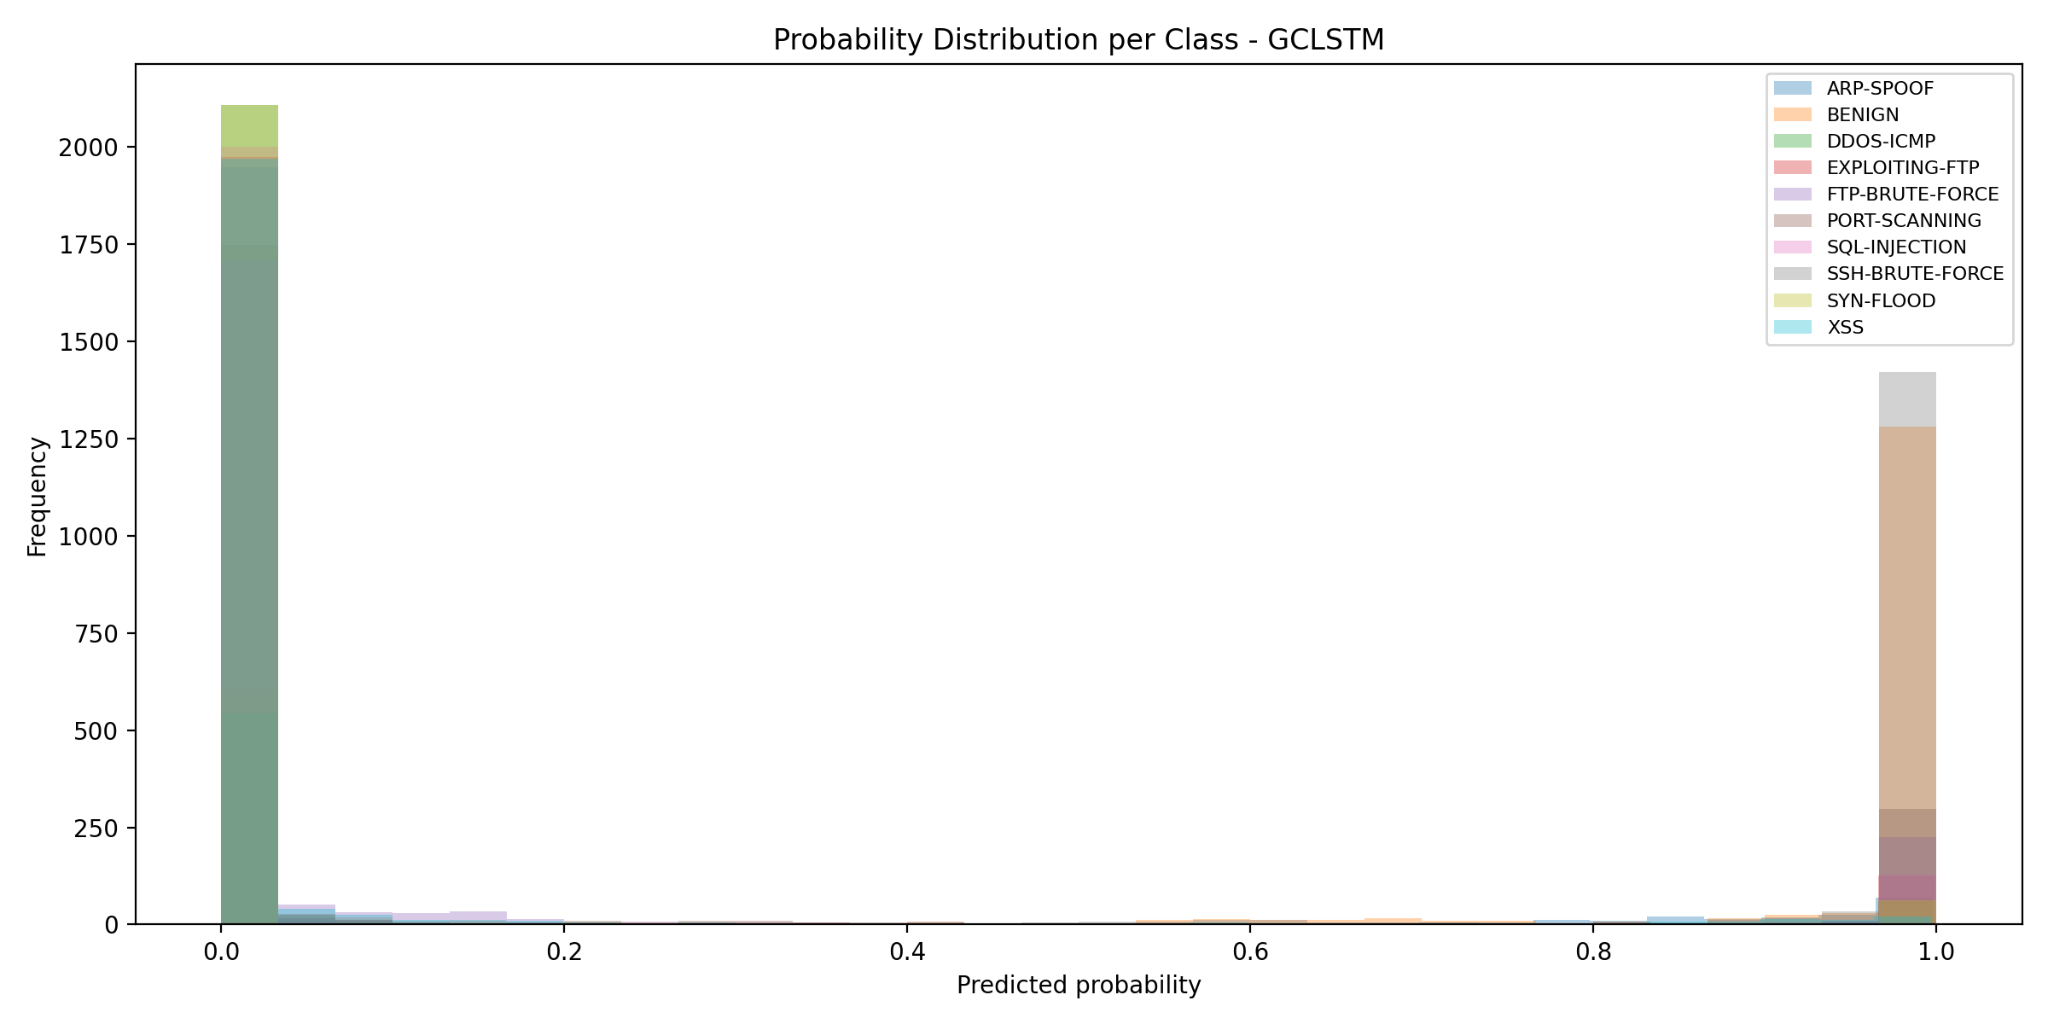 Probability Distribution per Class - GCLSTM
ARP-SPOOF
BENIGN
DDOS-ICMP
EXPLOITING-FTP
FTP-BRUTE-FORCE
PORT-SCANNING
SQL-INJECTION
SSH-BRUTE-FORCE
SYN-FLOOD
XSS
Frequency
2000
1750
1500
1250
1000
750
500
250
0
0.0 0.2 0.4 0.6 0.8 1.0
Predicted probability